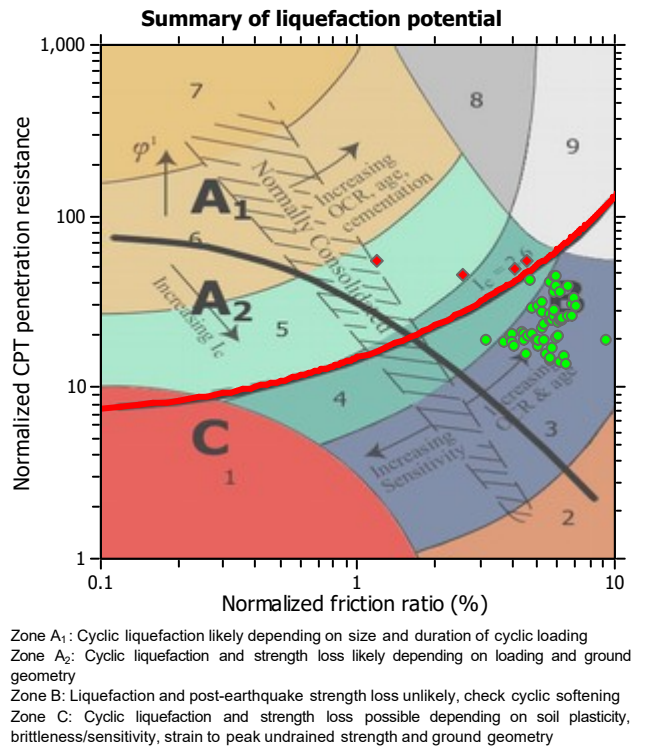 Summary of liquefaction potential
1,000
100
10
1
Normalized CPT penetration resistance
7
8
9
φ'
Increasing
OCR, age,
cementation
A1
Normally Consolidated
6
Ic = 2.6
A2
Increasing Ic
5
4
Increasing
OCR & age
C
1
Increasing
Sensitivity
3
2
0.1
1
10
Normalized friction ratio (%)
Zone A1: Cyclic liquefaction likely depending on size and duration of cyclic loading
Zone A2: Cyclic liquefaction and strength loss likely depending on loading and ground
geometry
Zone B: Liquefaction and post-earthquake strength loss unlikely, check cyclic softening
Zone C: Cyclic liquefaction and strength loss possible depending on soil plasticity,
brittleness/sensitivity, strain to peak undrained strength and ground geometry